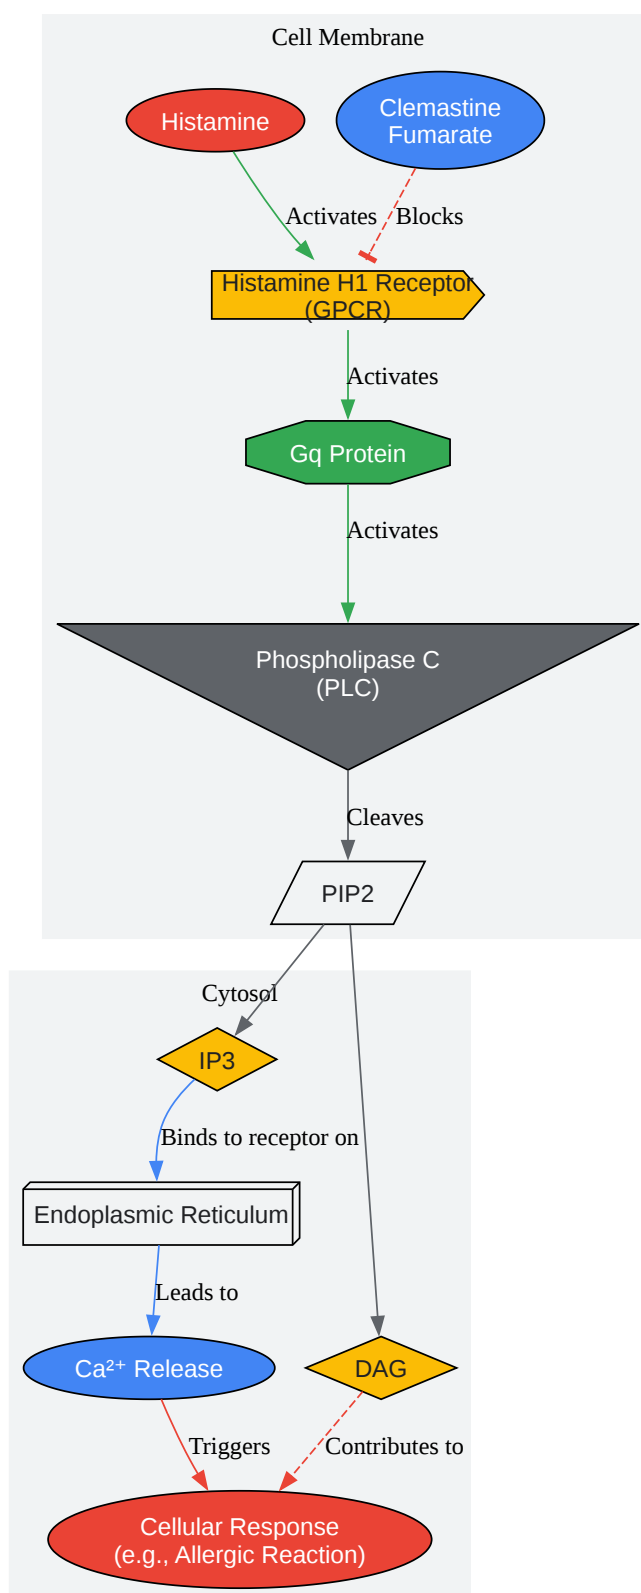 Cell Membrane
Histamine
Clemastine
Fumarate
Activates
Blocks
Histamine H1 Receptor
(GPCR)
Activates
Gq Protein
Activates
Phospholipase C
(PLC)
Cleaves
PIP2
Cytosol
IP3
Binds to receptor on
Endoplasmic Reticulum
Leads to
Ca²⁺ Release
DAG
Triggers
Contributes to
Cellular Response
(e.g., Allergic Reaction)